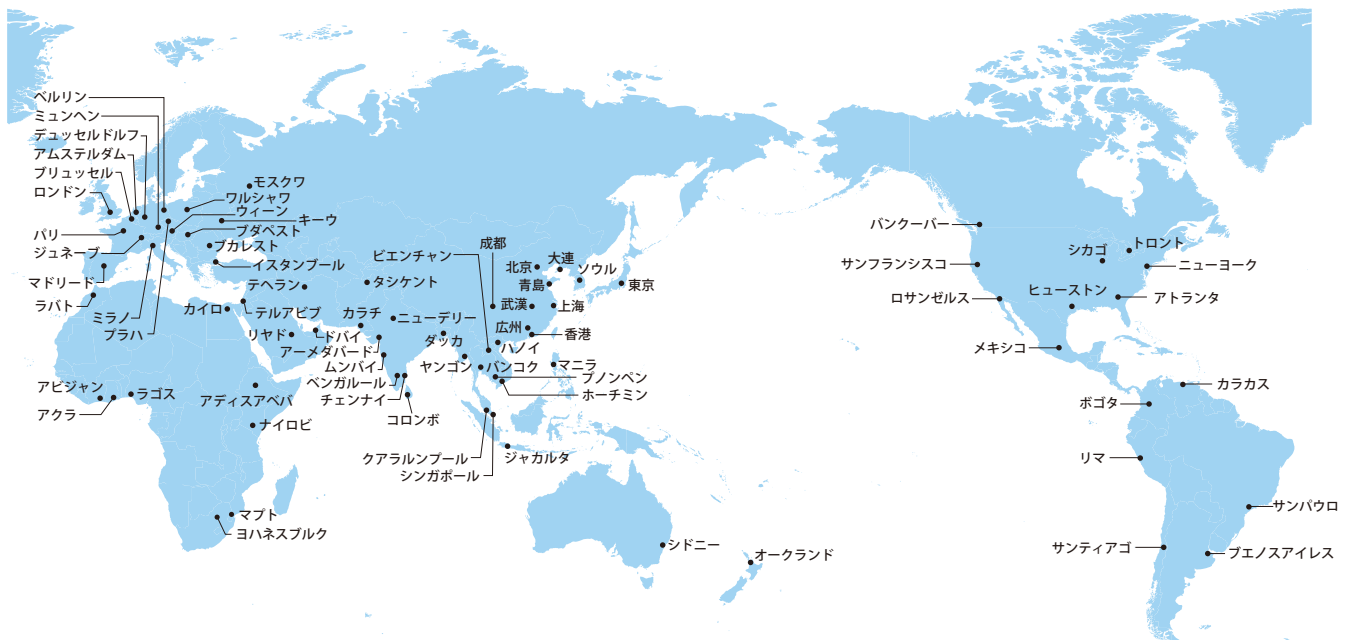 ベルリン
ミュンヘン
デュッセルドルフ
アムステルダム
ブリュッセル
ロンドン
パリ
ジュネーブ
マドリード
ラバト
ミラノ
プラハ
モスクワ
ワルシャワ
ウィーン
キーウ
ブダペスト
ブカレスト
イスタンブール
テヘラン
タシケント
カイロ
テルアビブ
リヤド
ドバイ
カラチ
ニューデリー
アーメダバード
ムンバイ
ベンガルール
チェンナイ
コロンボ
ダッカ
ヤンゴン
ビエンチャン
成都
北京
大連
ソウル
青島
東京
武漢
上海
広州
香港
ハノイ
バンコク
マニラ
プノンペン
ホーチミン
クアラルンプール
シンガポール
ジャカルタ
アビジャン
アクラ
ラゴス
アディスアベバ
ナイロビ
マプト
ヨハネスブルク
シドニー
オークランド
バンクーバー
サンフランシスコ
ロサンゼルス
シカゴ
トロント
ニューヨーク
ヒューストン
アトランタ
メキシコ
カラカス
ボゴタ
リマ
サンパウロ
サンティアゴ
ブエノスアイレス